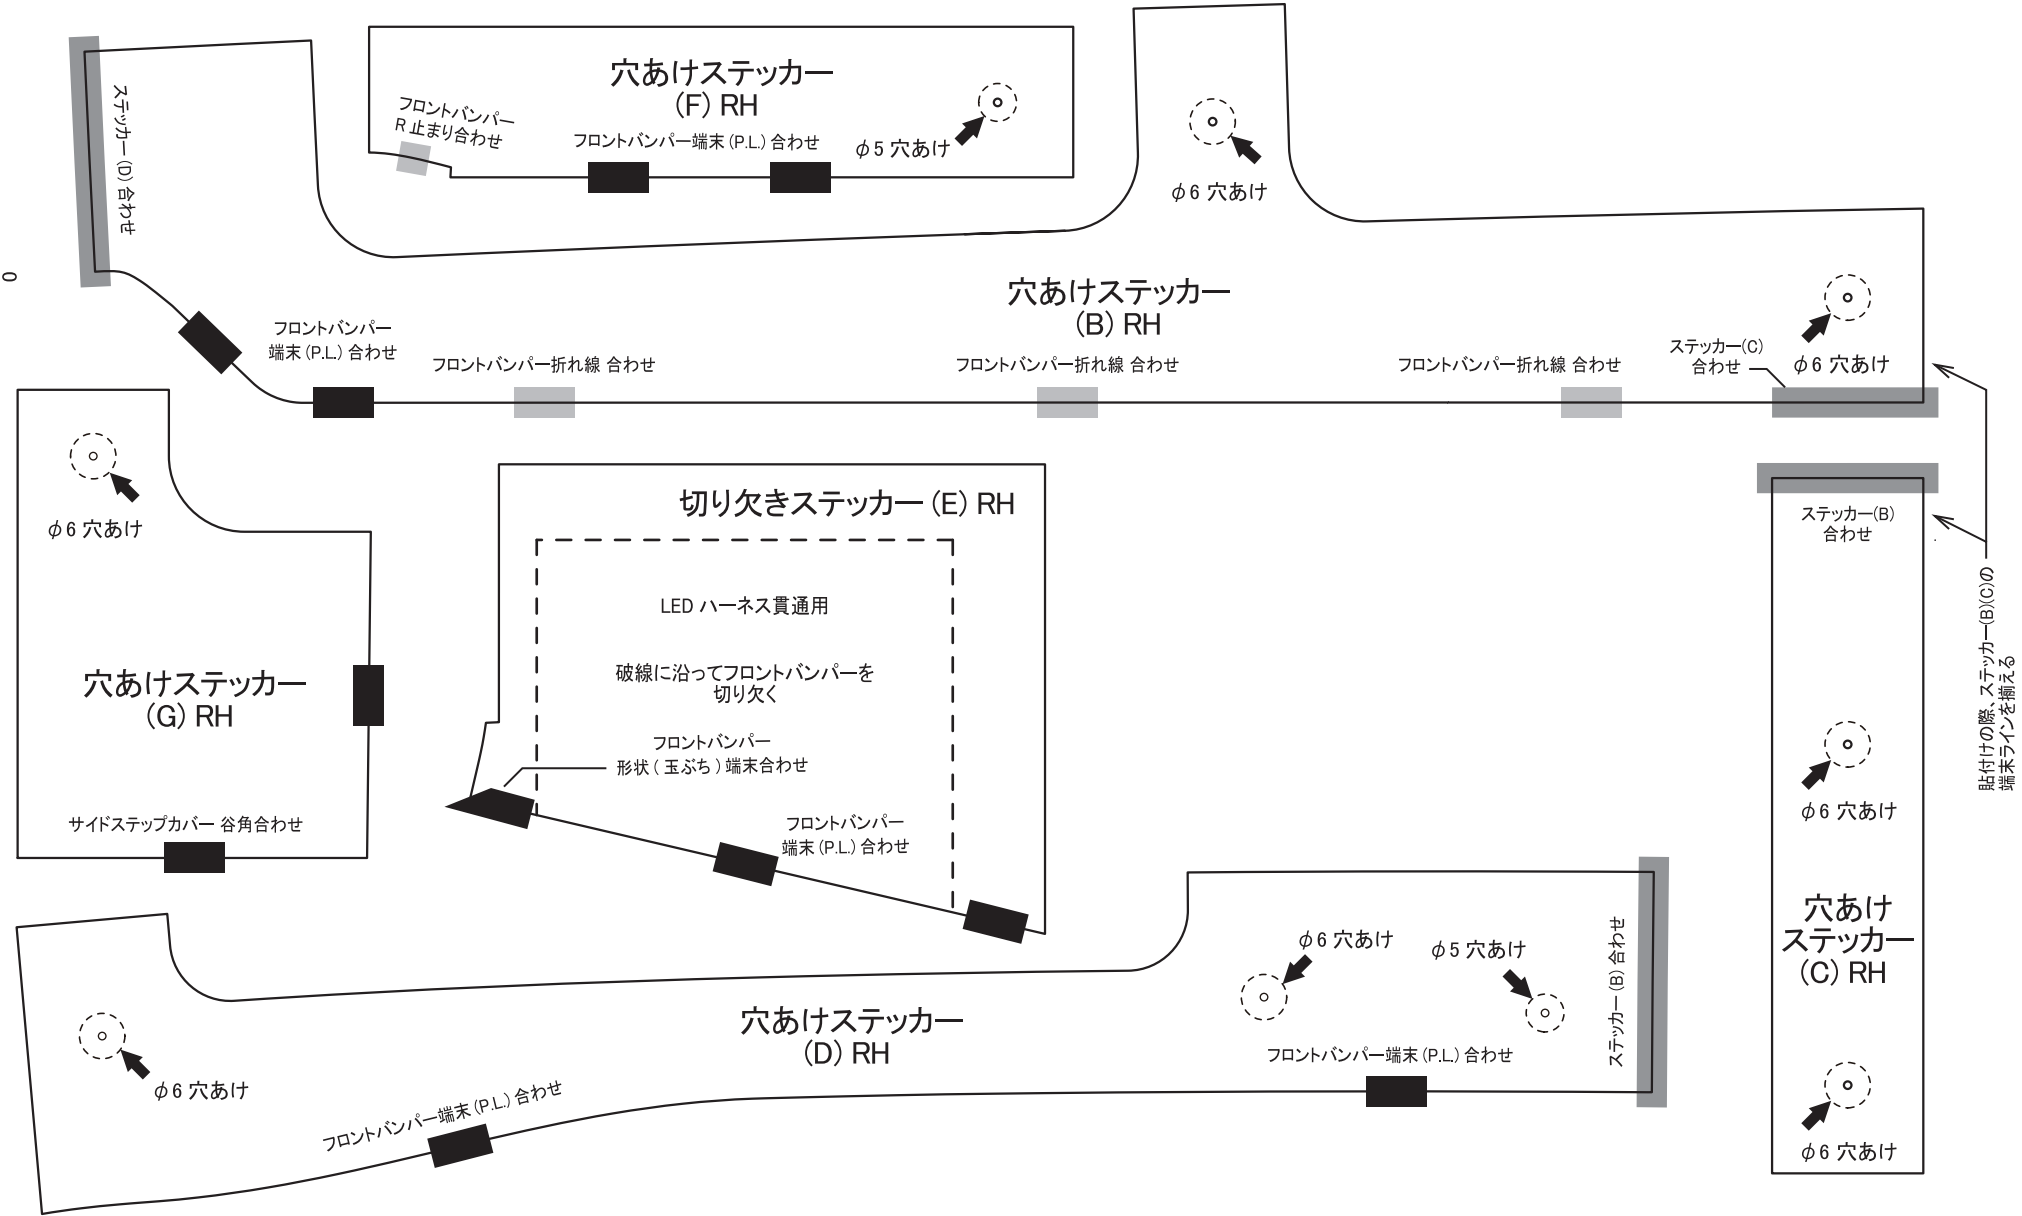 穴あけステッカー
(F) RH
フロントバンパー
R 止まり合わせ
フロントバンパー端末 (P.L.) 合わせ
φ5 穴あけ
ステッカー (D) 合わせ
φ6 穴あけ
0
穴あけステッカー
(B) RH
フロントバンパー
端末 (P.L.) 合わせ
フロントバンパー折れ線 合わせ
フロントバンパー折れ線 合わせ
フロントバンパー折れ線 合わせ
ステッカー(C)
合わせ
φ6 穴あけ
φ6 穴あけ
穴あけステッカー
(G) RH
サイドステップカバー 谷角合わせ
切り欠きステッカー (E) RH
LED ハーネス貫通用
破線に沿ってフロントバンパーを
切り欠く
フロントバンパー
形状 ( 玉ぶち ) 端末合わせ
フロントバンパー
端末 (P.L.) 合わせ
ステッカー(B)
合わせ
貼付けの際、ステッカー(B)(C)の
端末ラインを揃える
φ6 穴あけ
穴あけ
ステッカー
(C) RH
φ6 穴あけ
φ6 穴あけ
φ5 穴あけ
ステッカー (B) 合わせ
穴あけステッカー
(D) RH
フロントバンパー端末 (P.L.) 合わせ
φ6 穴あけ
フロントバンパー端末 (P.L.) 合わせ